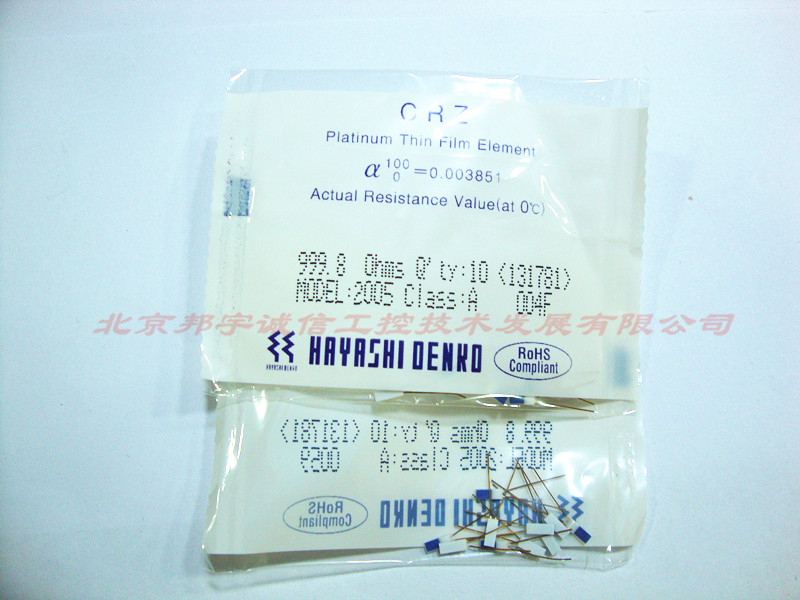 CRZ
Platinum Thin Film Element
α 100 0 =0.003851
Actual Resistance Value(at 0℃)
999.8 Ohms Q'ty:10 <131781>
MODEL:2005 Class:A 004F
北京邦宇诚信工控技术发展有限公司
HAYASHI DENKO
HAYASHI DENKO
RoHS
Compliant
999.8 Ohms Q'ty:10 <131781>
MODEL:2005 Class:A 0059
HAYASHI DENKO
RoHS
Compliant